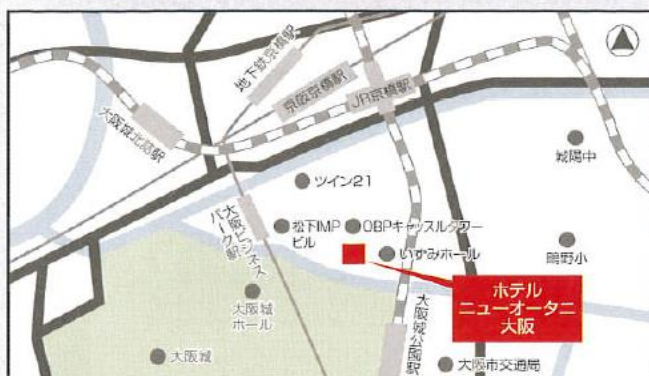 地下鉄京橋駅
京阪京橋駅
JR京橋駅
大阪城北詰駅
城陽中
ツイン21
大阪ビジネス
パーク駅
松下IMP
ビル
OBPキャッスルタワー
いずみホール
鴫野小
ホテル
ニューオータニ
大阪
大阪城
ホール
大阪城公園駅
大阪城
大阪市交通局